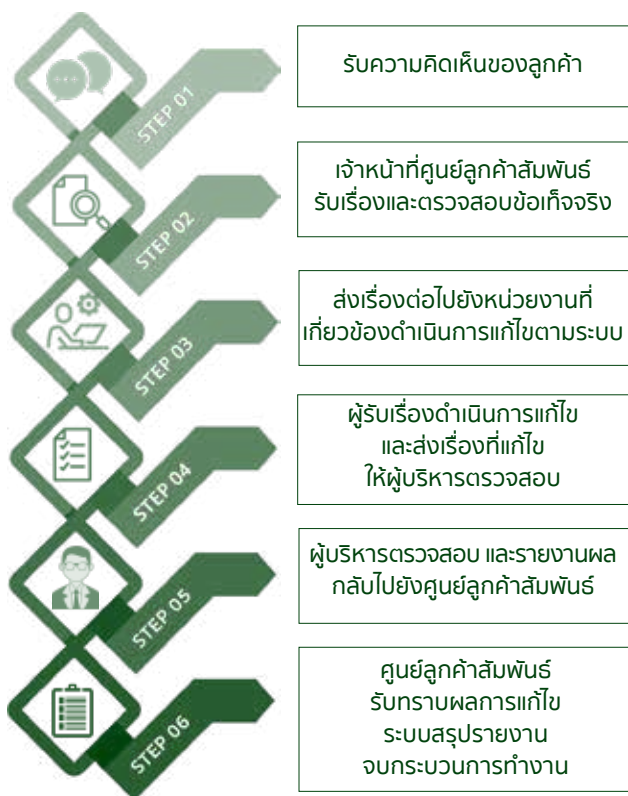 STEP 01
รับความคิดเห็นของลูกค้า
STEP 02
เจ้าหน้าที่ศูนย์ลูกค้าสัมพันธ์
รับเรื่องและตรวจสอบข้อเท็จจริง
STEP 03
ส่งเรื่องต่อไปยังหน่วยงานที่
เกี่ยวข้องดำเนินการแก้ไขตามระบบ
STEP 04
ผู้รับเรื่องดำเนินการแก้ไข
และส่งเรื่องที่แก้ไข
ให้ผู้บริหารตรวจสอบ
STEP 05
ผู้บริหารตรวจสอบ และรายงานผล
กลับไปยังศูนย์ลูกค้าสัมพันธ์
STEP 06
ศูนย์ลูกค้าสัมพันธ์
รับทราบผลการแก้ไข
ระบบสรุปรายงาน
จบกระบวนการทำงาน